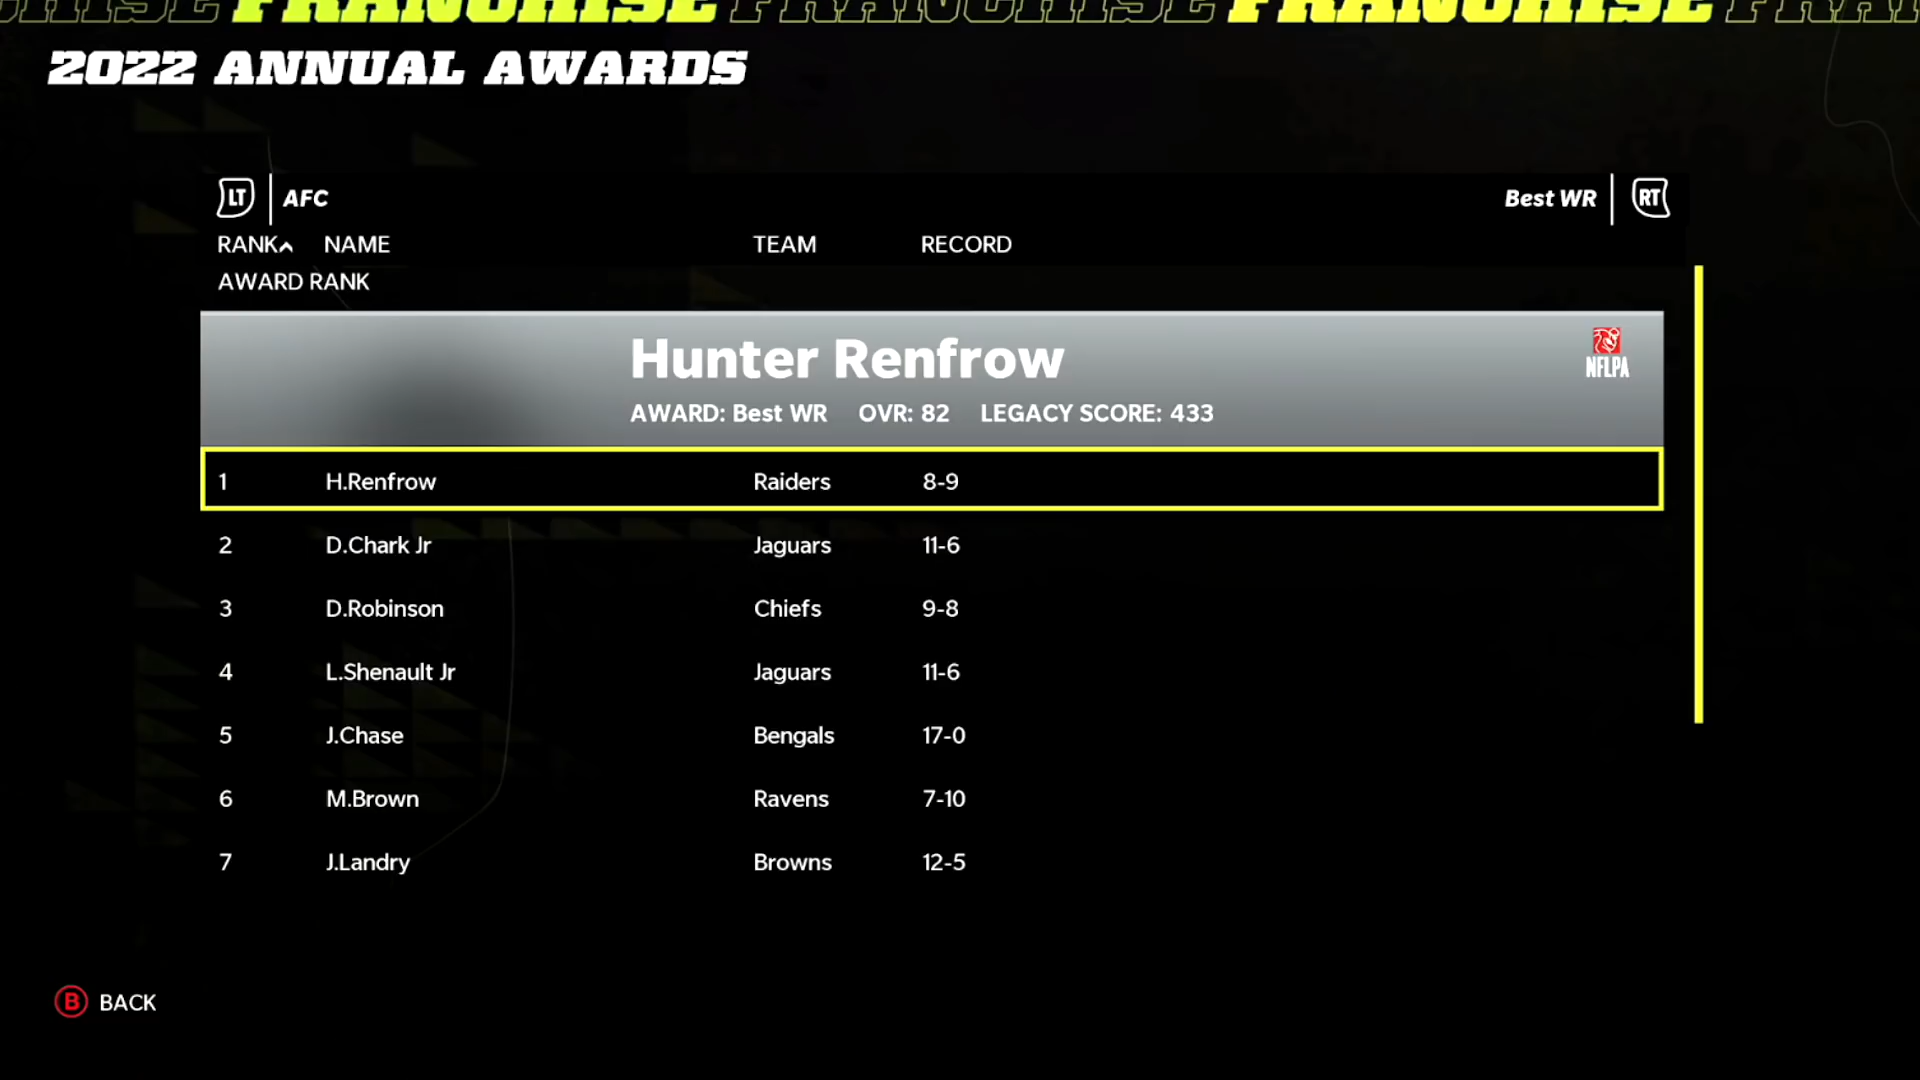 CHISE FRANCHISE FRANCHISE FRANCHISE FRAN
2022 ANNUAL AWARDS
LT AFC Best WR RT
RANK NAME TEAM RECORD
AWARD RANK
Hunter Renfrow
NFLPA
AWARD: Best WR OVR: 82 LEGACY SCORE: 433
1 H.Renfrow Raiders 8-9
2 D.Chark Jr Jaguars 11-6
3 D.Robinson Chiefs 9-8
4 L.Shenault Jr Jaguars 11-6
5 J.Chase Bengals 17-0
6 M.Brown Ravens 7-10
7 J.Landry Browns 12-5
B BACK